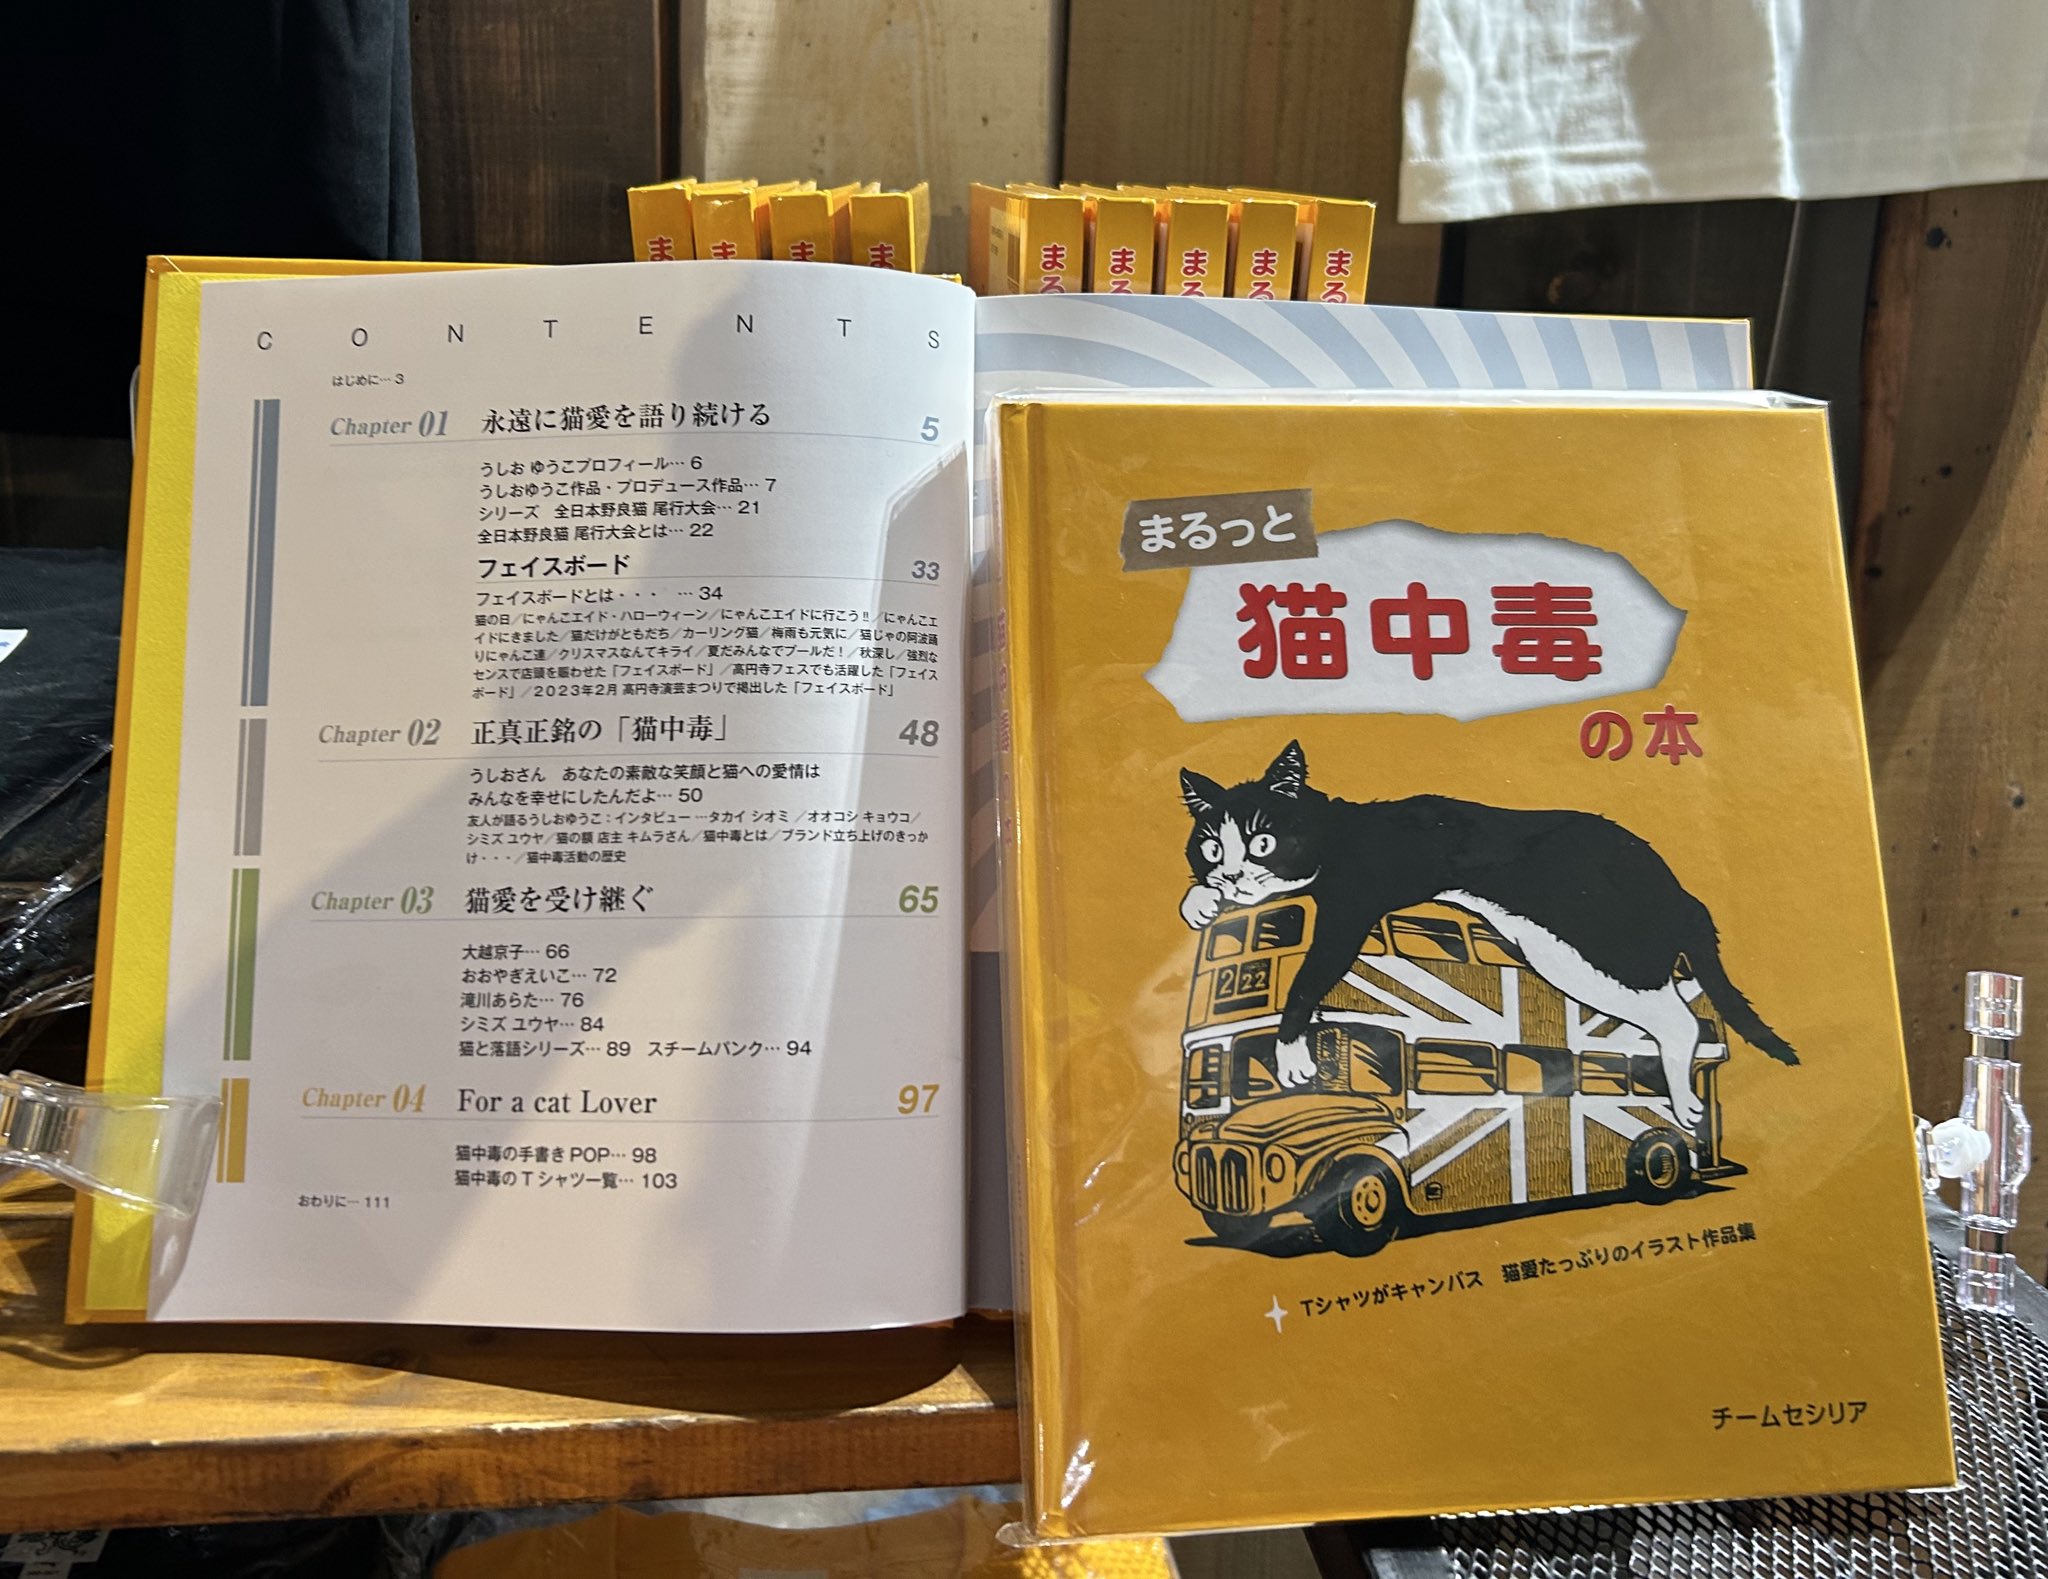 CONTENTS
はじめに… 3
Chapter 01 永遠に猫愛を語り続ける 5
うしお ゆうこプロフィール… 6
うしおゆうこ作品・プロデュース作品… 7
シリーズ 全日本野良猫 尾行大会… 21
全日本野良猫 尾行大会とは… 22
フェイスボード 33
フェイスボードとは・・・ … 34
猫の日／にゃんこエイド・ハローウィーン／にゃんこエイドに行こう!!／にゃんこエ
イドにきました／猫だけがともだち／カーリング猫／梅雨も元気に／猫じゃの阿波踊
りにゃんこ連／クリスマスなんてキライ／夏だみんなでプールだ！／秋深し／強烈な
センスで店頭を賑わせた「フェイスボード」／高円寺フェスでも活躍した「フェイス
ボード」／2023年2月 高円寺演芸まつりで掲出した「フェイスボード」
Chapter 02 正真正銘の「猫中毒」 48
うしおさん あなたの素敵な笑顔と猫への愛情は
みんなを幸せにしたんだよ… 50
友人が語るうしおゆうこ：インタビュー …タカイ シオミ ／オオコシ キョウコ／
シミズ ユウヤ／猫の額 店主 キムラさん／猫中毒とは／ブランド立ち上げのきっか
け・・・／猫中毒活動の歴史
Chapter 03 猫愛を受け継ぐ 65
大越京子… 66
おおやぎえいこ… 72
滝川あらた… 76
シミズ ユウヤ… 84
猫と落語シリーズ… 89 スチームパンク… 94
Chapter 04 For a cat Lover 97
猫中毒の手書き POP… 98
猫中毒の T シャツ一覧… 103
おわりに… 111
まるっと
猫中毒
の本
2 22
Tシャツがキャンバス 猫愛たっぷりのイラスト作品集
チームセシリア
ま
ま
ま
ま
まる
まる
まる
まる
まる